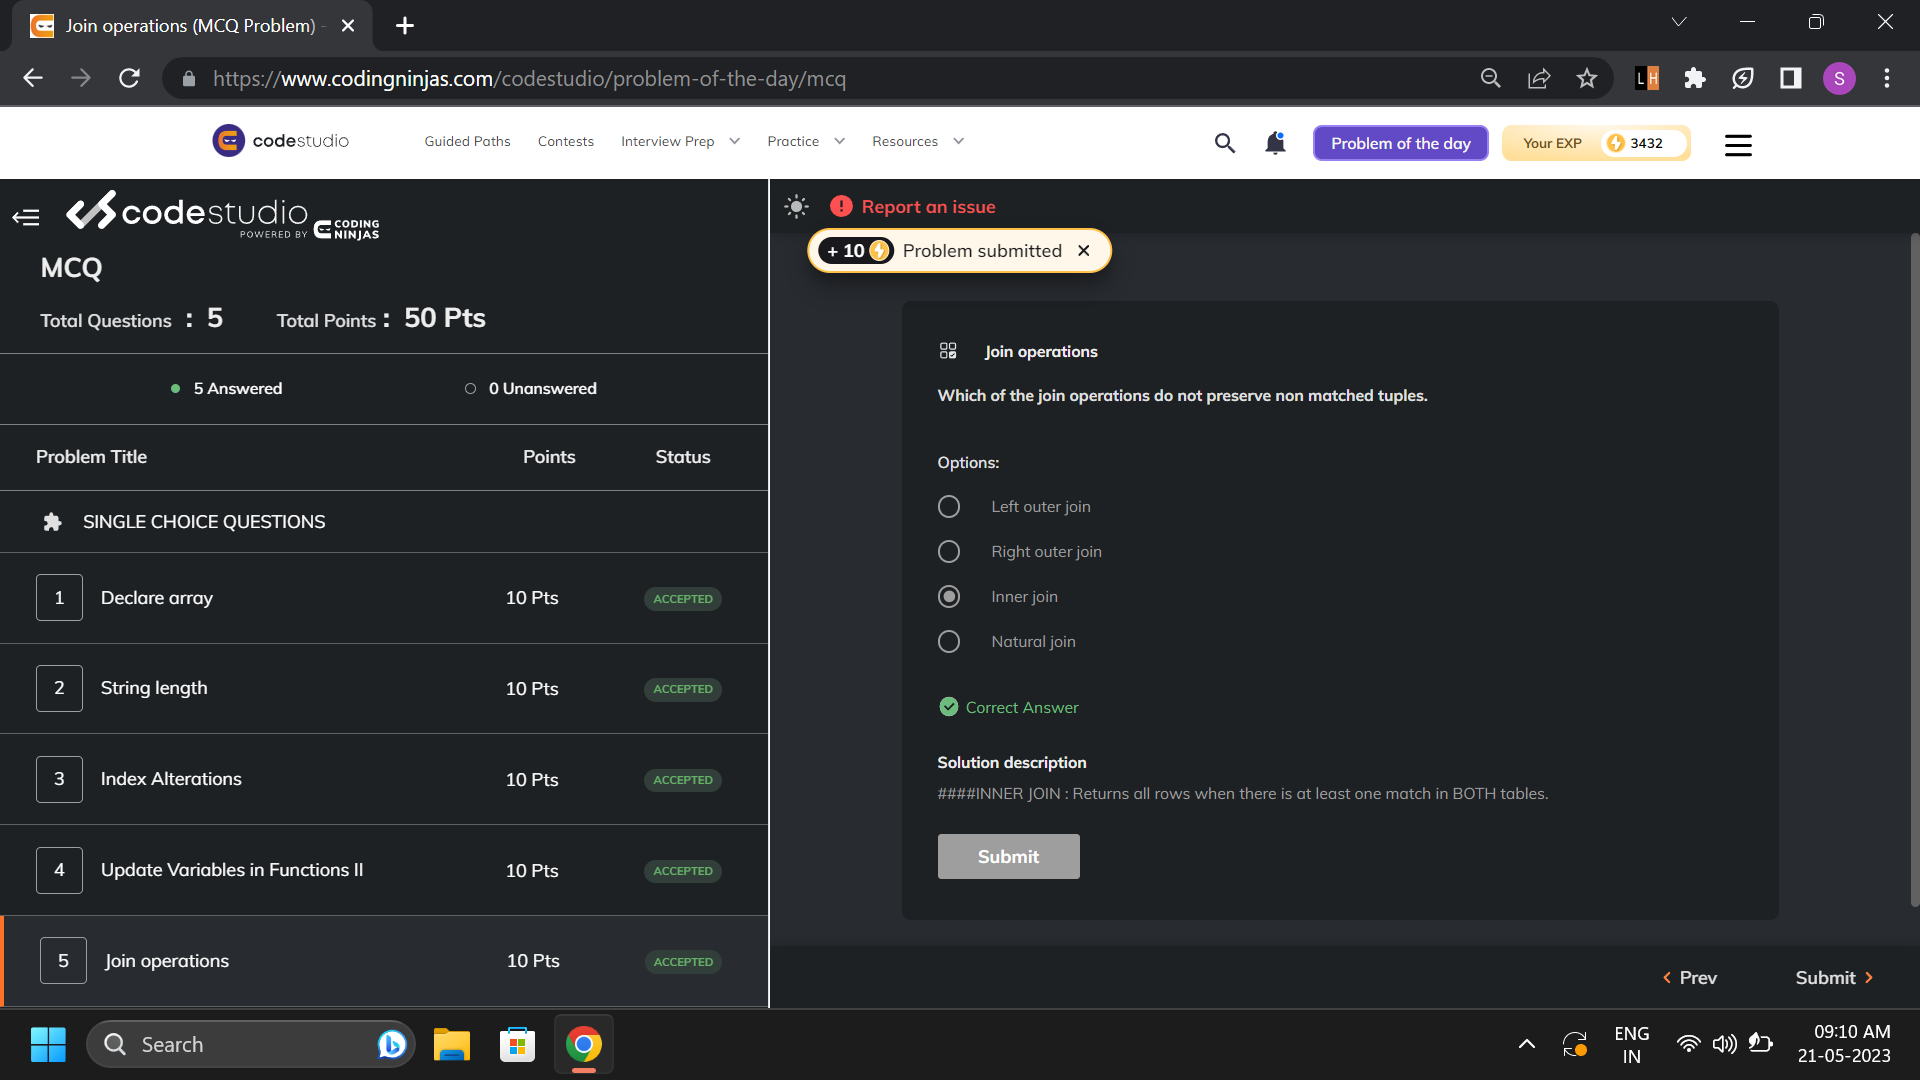 Join operations (MCQ Problem) -
https://www.codingninjas.com/codestudio/problem-of-the-day/mcq
L H
S
codestudio
Guided Paths
Contests
Interview Prep
Practice
Resources
Problem of the day
Your EXP
3432
codestudio
POWERED BY CODING NINJAS
MCQ
Total Questions : 5
Total Points : 50 Pts
5 Answered
0 Unanswered
Problem Title
Points
Status
SINGLE CHOICE QUESTIONS
1 Declare array 10 Pts ACCEPTED
2 String length 10 Pts ACCEPTED
3 Index Alterations 10 Pts ACCEPTED
4 Update Variables in Functions II 10 Pts ACCEPTED
5 Join operations 10 Pts ACCEPTED
Report an issue
+ 10 Problem submitted
Join operations
Which of the join operations do not preserve non matched tuples.
Options:
Left outer join
Right outer join
Inner join
Natural join
Correct Answer
Solution description
####INNER JOIN : Returns all rows when there is at least one match in BOTH tables.
Submit
Prev
Submit
Search
ENG
IN
09:10 AM
21-05-2023